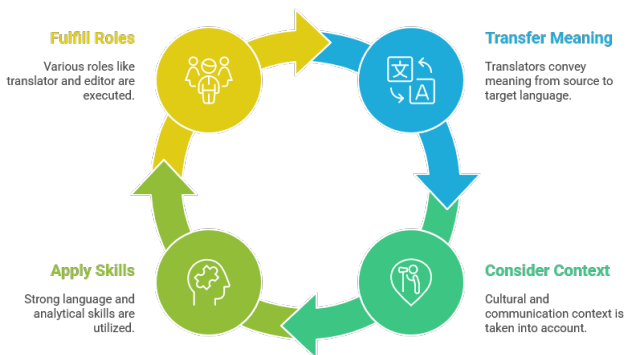 Fulfill Roles
Various roles like
translator and editor are
executed.
Transfer Meaning
Translators convey
meaning from source to
target language.
文
A
Apply Skills
Strong language and
analytical skills are
utilized.
Consider Context
Cultural and
communication context is
taken into account.